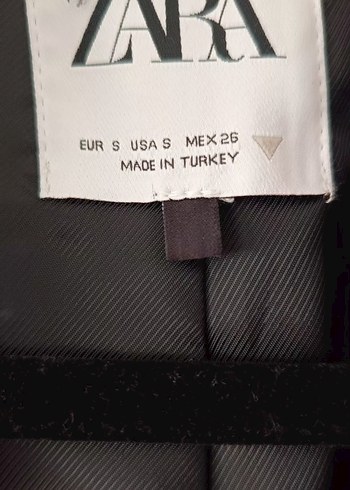 ZARA
EUR S USA S MEX 26
MADE IN TURKEY